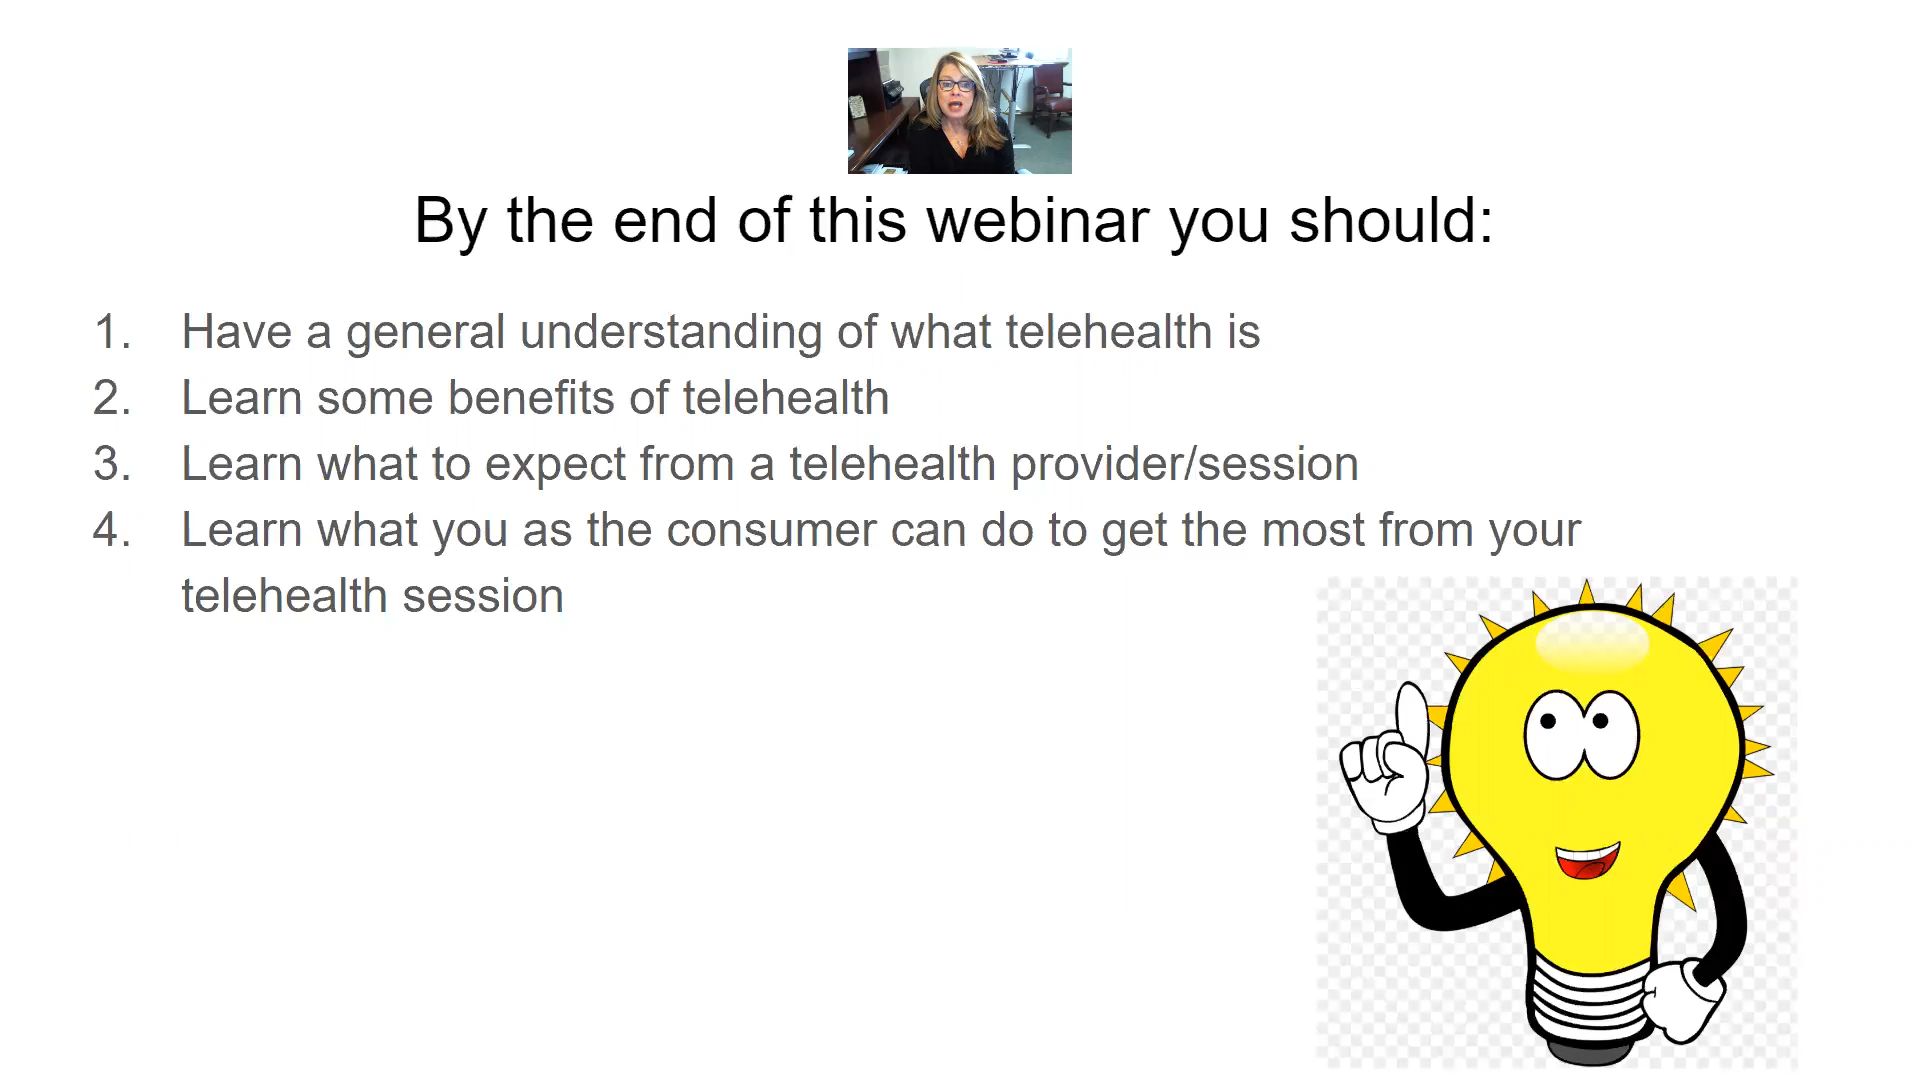 By the end of this webinar you should:
1. Have a general understanding of what telehealth is
2. Learn some benefits of telehealth
3. Learn what to expect from a telehealth provider/session
4. Learn what you as the consumer can do to get the most from your
telehealth session